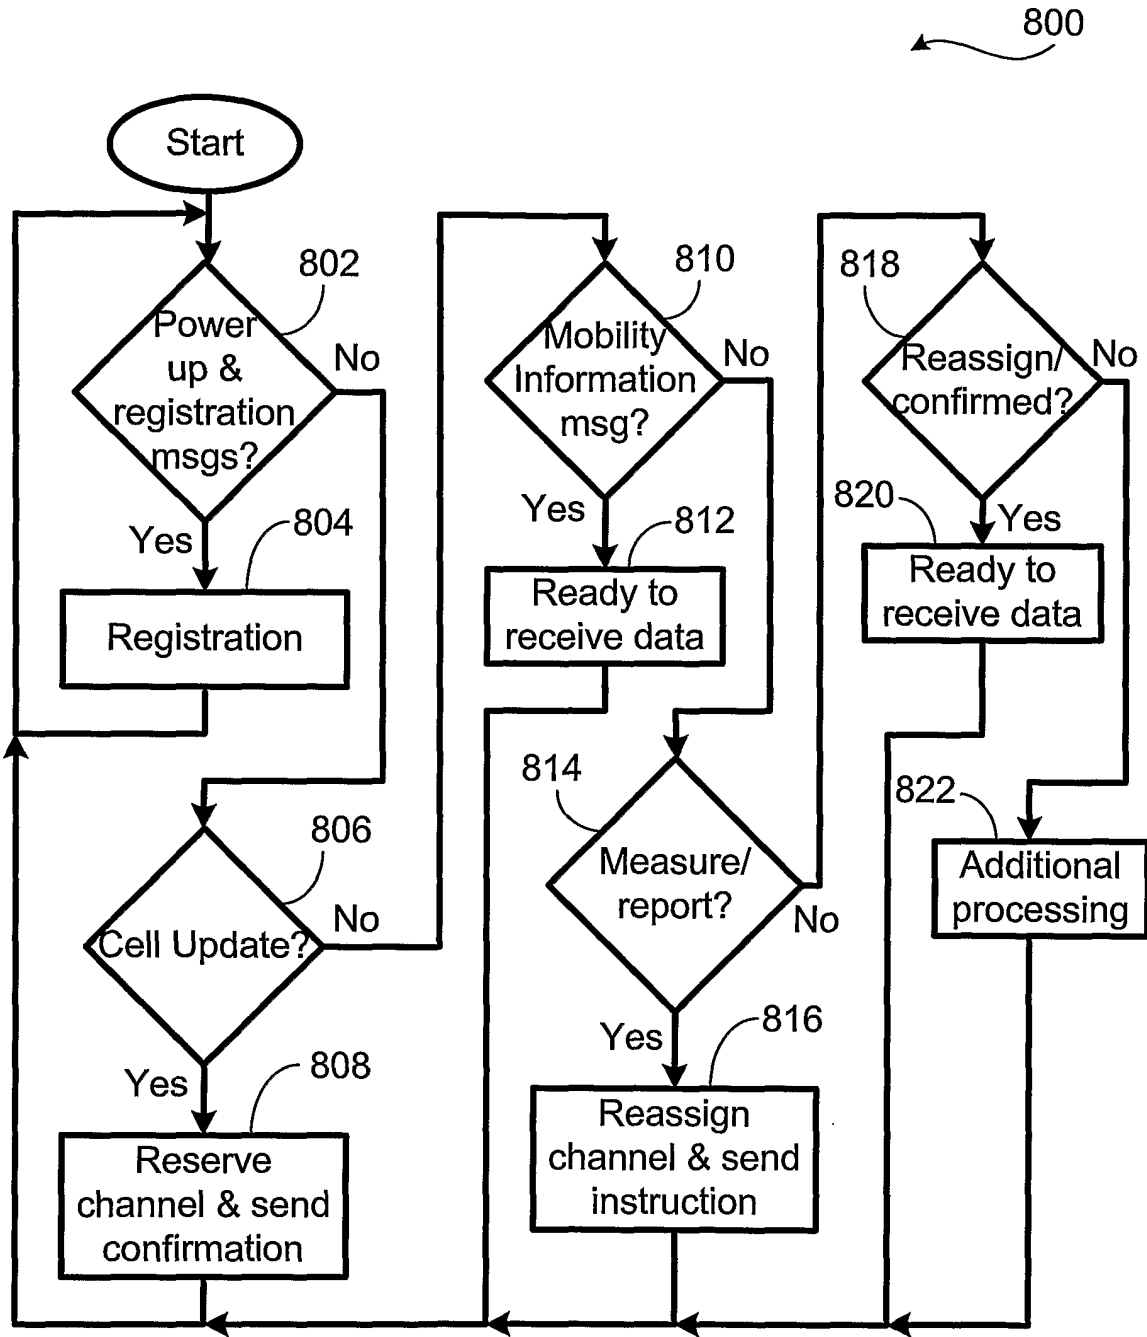 800
Start
802
Power
up &
registration
msgs?
No
Yes
804
Registration
806
Cell Update?
No
Yes
808
Reserve
channel & send
confirmation
810
Mobility
Information
msg?
No
Yes
812
Ready to
receive data
814
Measure/
report?
No
Yes
816
Reassign
channel & send
instruction
818
Reassign/
confirmed?
No
Yes
820
Ready to
receive data
822
Additional
processing